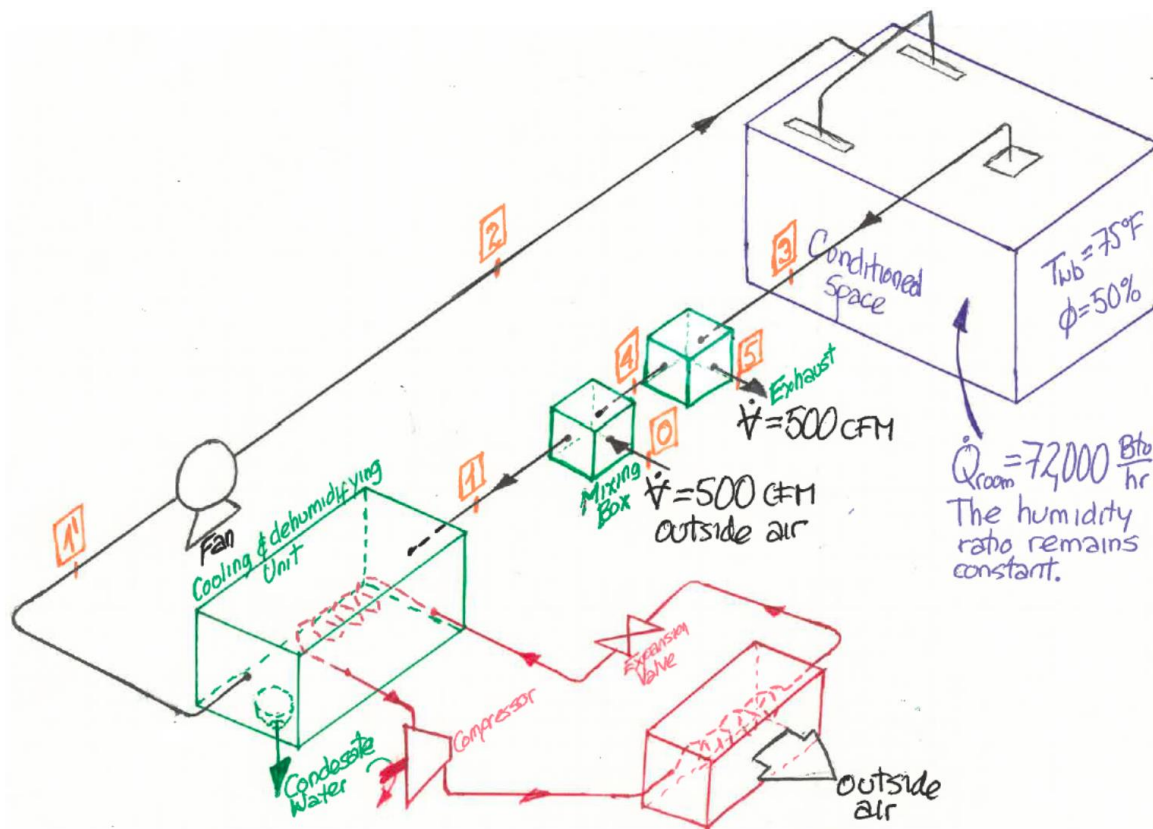 2
3
Conditioned
Space
Twb = 75°F
ϕ = 50%
4
5
Exhaust
V̇ = 500 CFM
0
1
Mixing
Box
V̇ = 500 CFM
outside air
Q̇room = 72,000 Btu/hr
The humidity
ratio remains
constant.
1'
Fan
Cooling & dehumidifying
Unit
Expansion
Valve
Compressor
Condesate
Water
outside
air